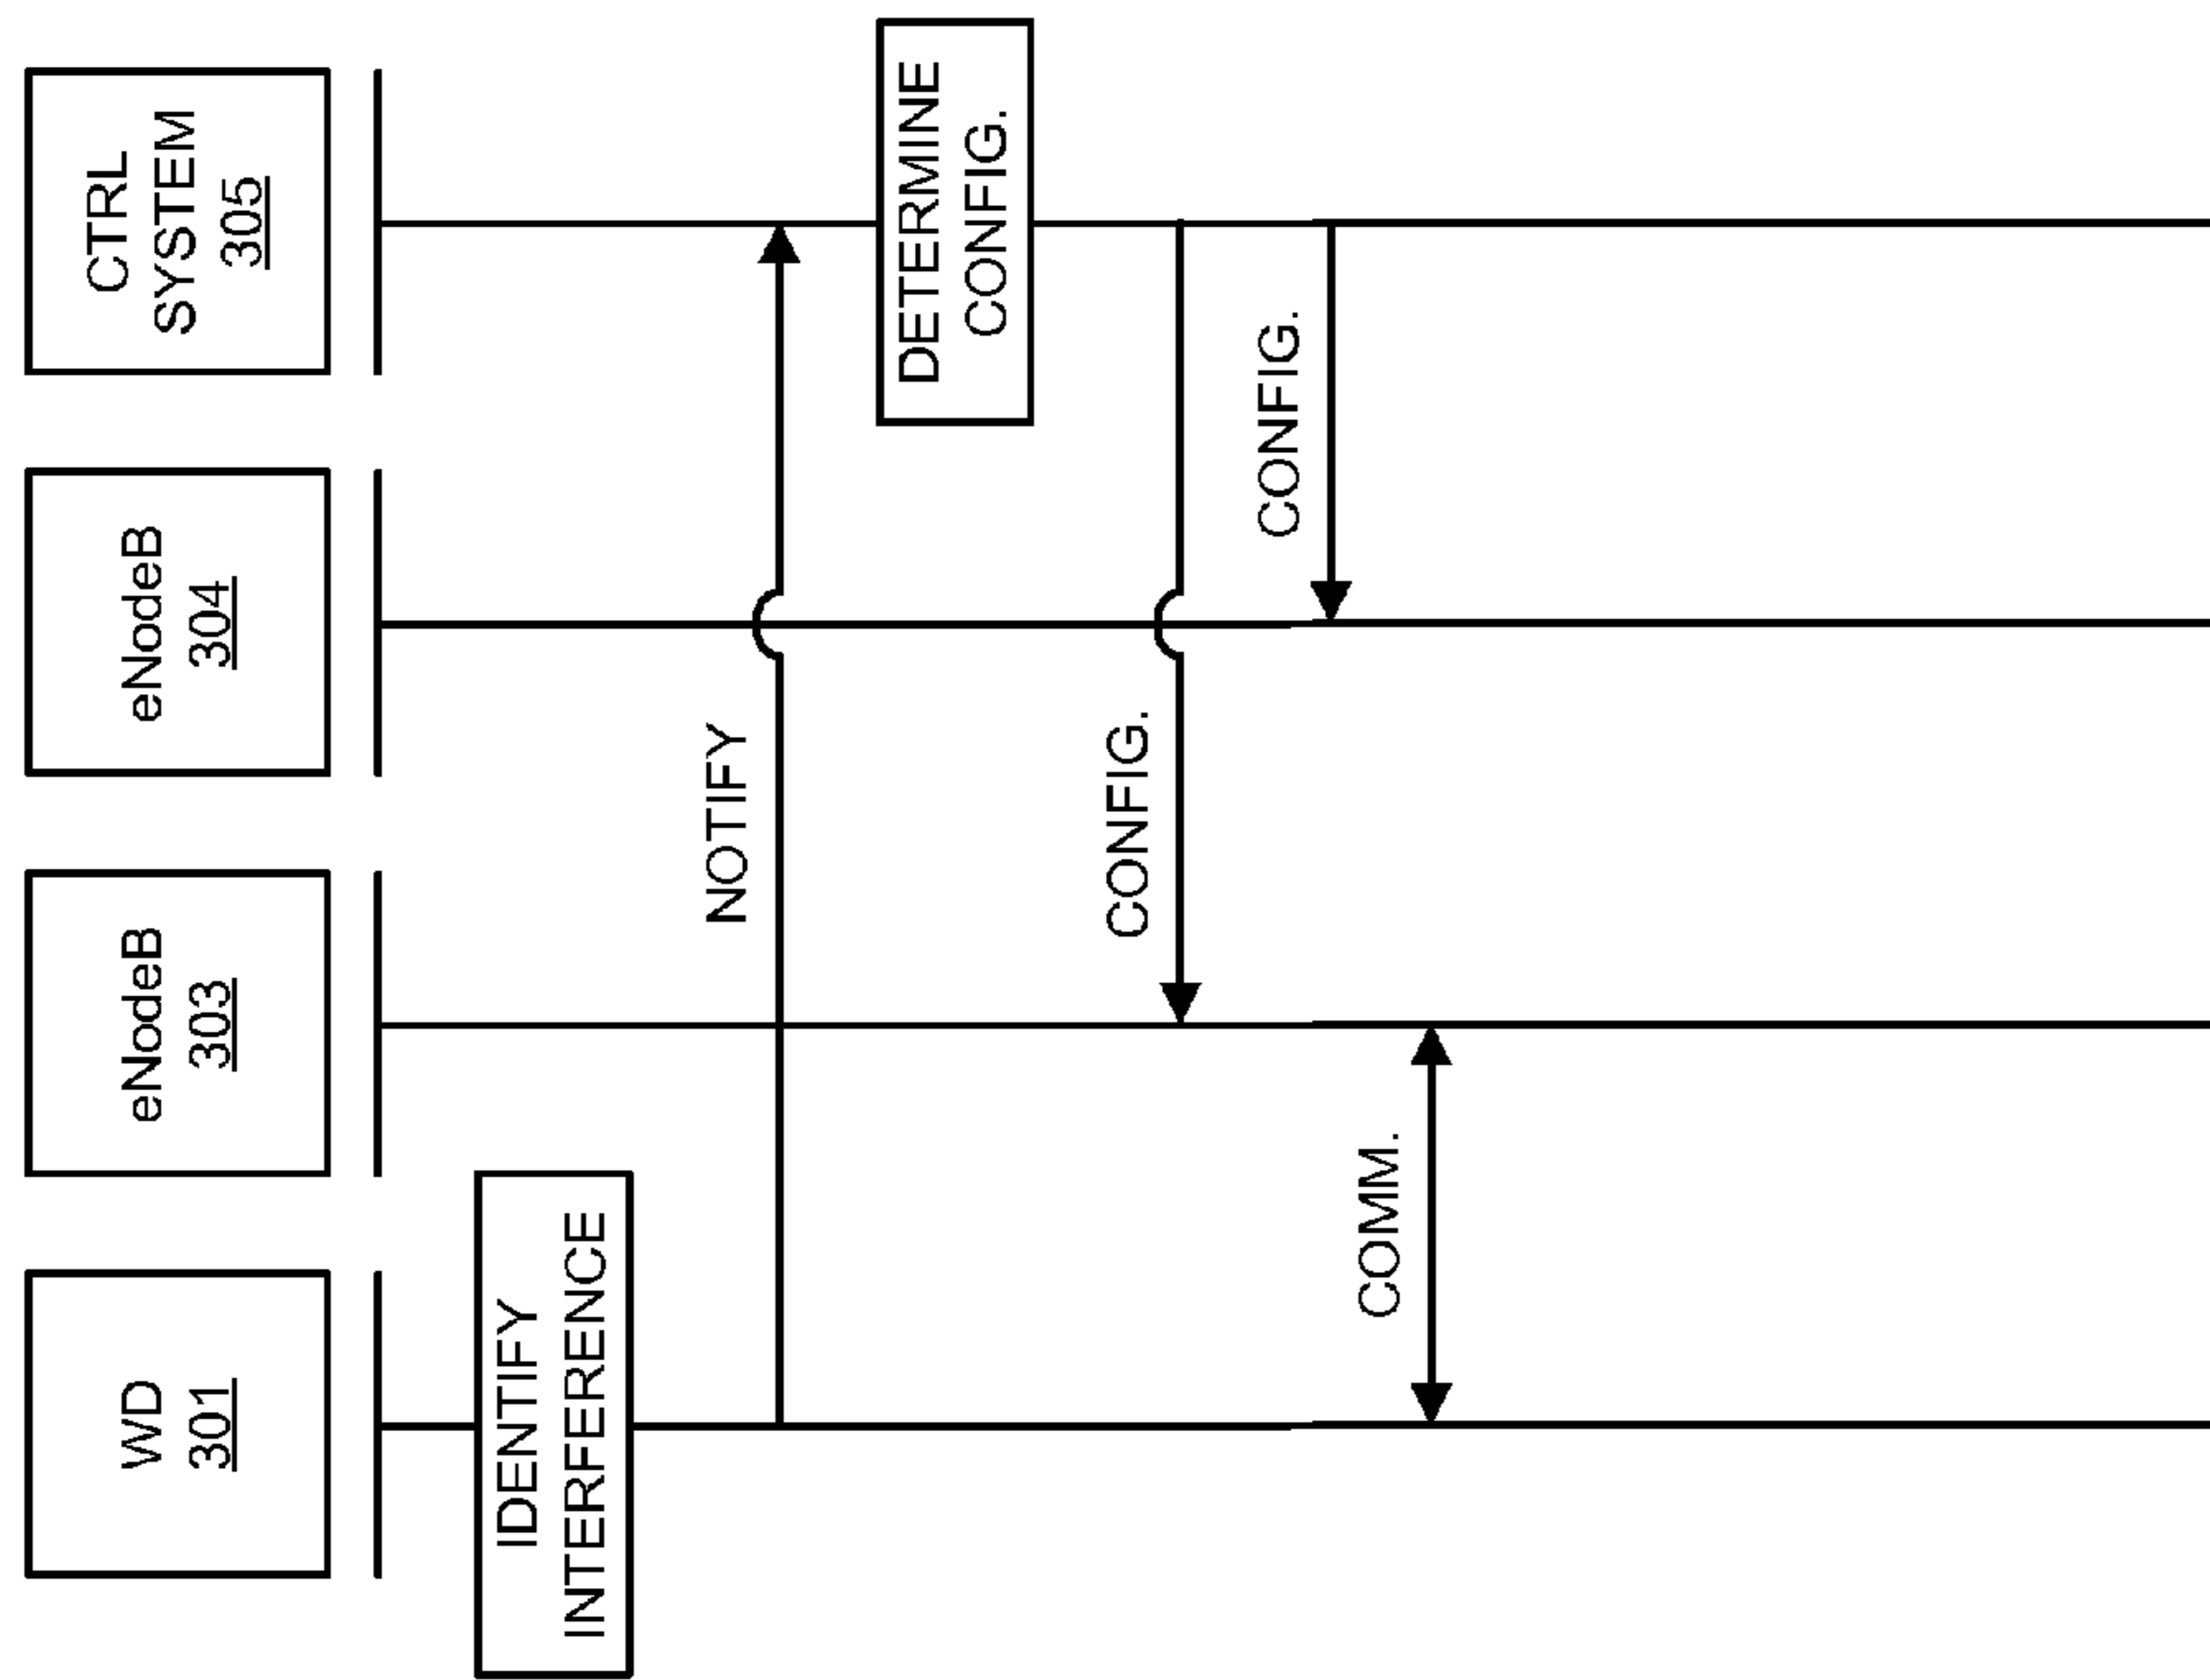 WD
301
eNodeB
303
eNodeB
304
CTRL
SYSTEM
305
IDENTIFY
INTERFERENCE
NOTIFY
DETERMINE
CONFIG.
CONFIG.
CONFIG.
COMM.